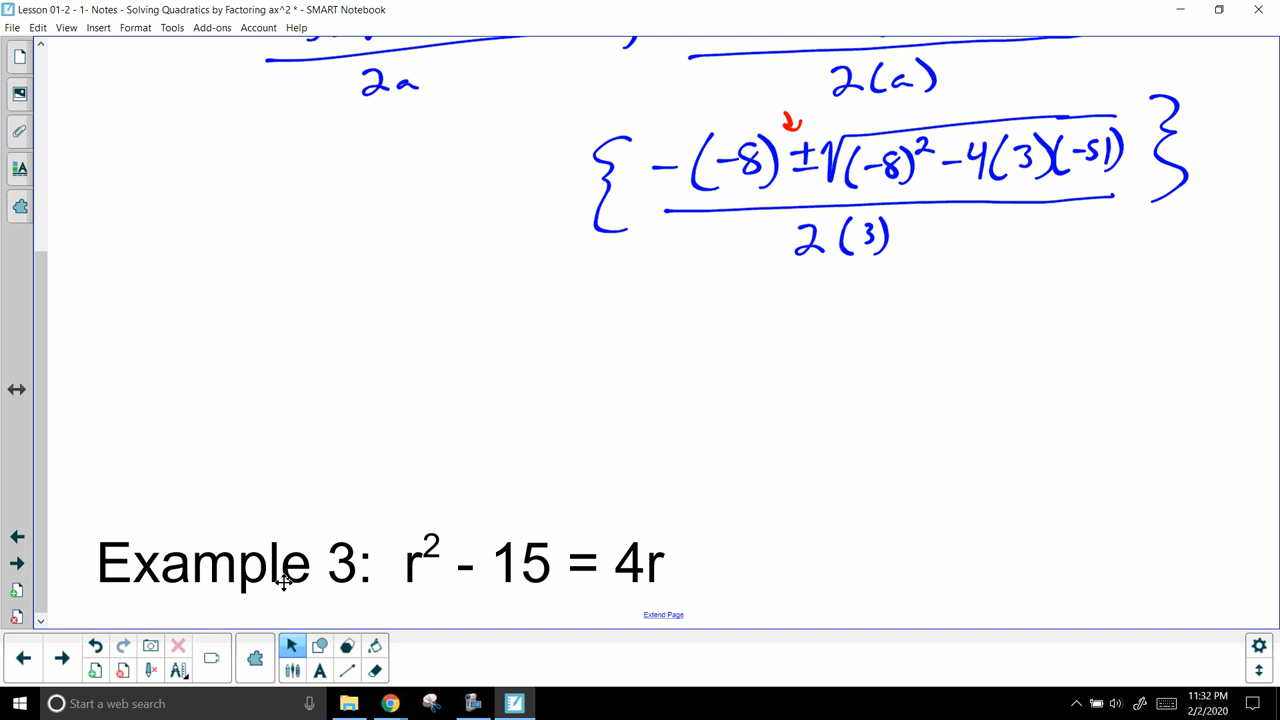 Lesson 01-2 - 1- Notes - Solving Quadratics by Factoring ax^2 * - SMART Notebook
File Edit View Insert Format Tools Add-ons Account Help
2a
2(a)
{ -(-8) ± √(-8)² - 4(3)(-51) }
2(3)
Example 3: r² - 15 = 4r
Extend Page
Start a web search
11:32 PM
2/2/2020